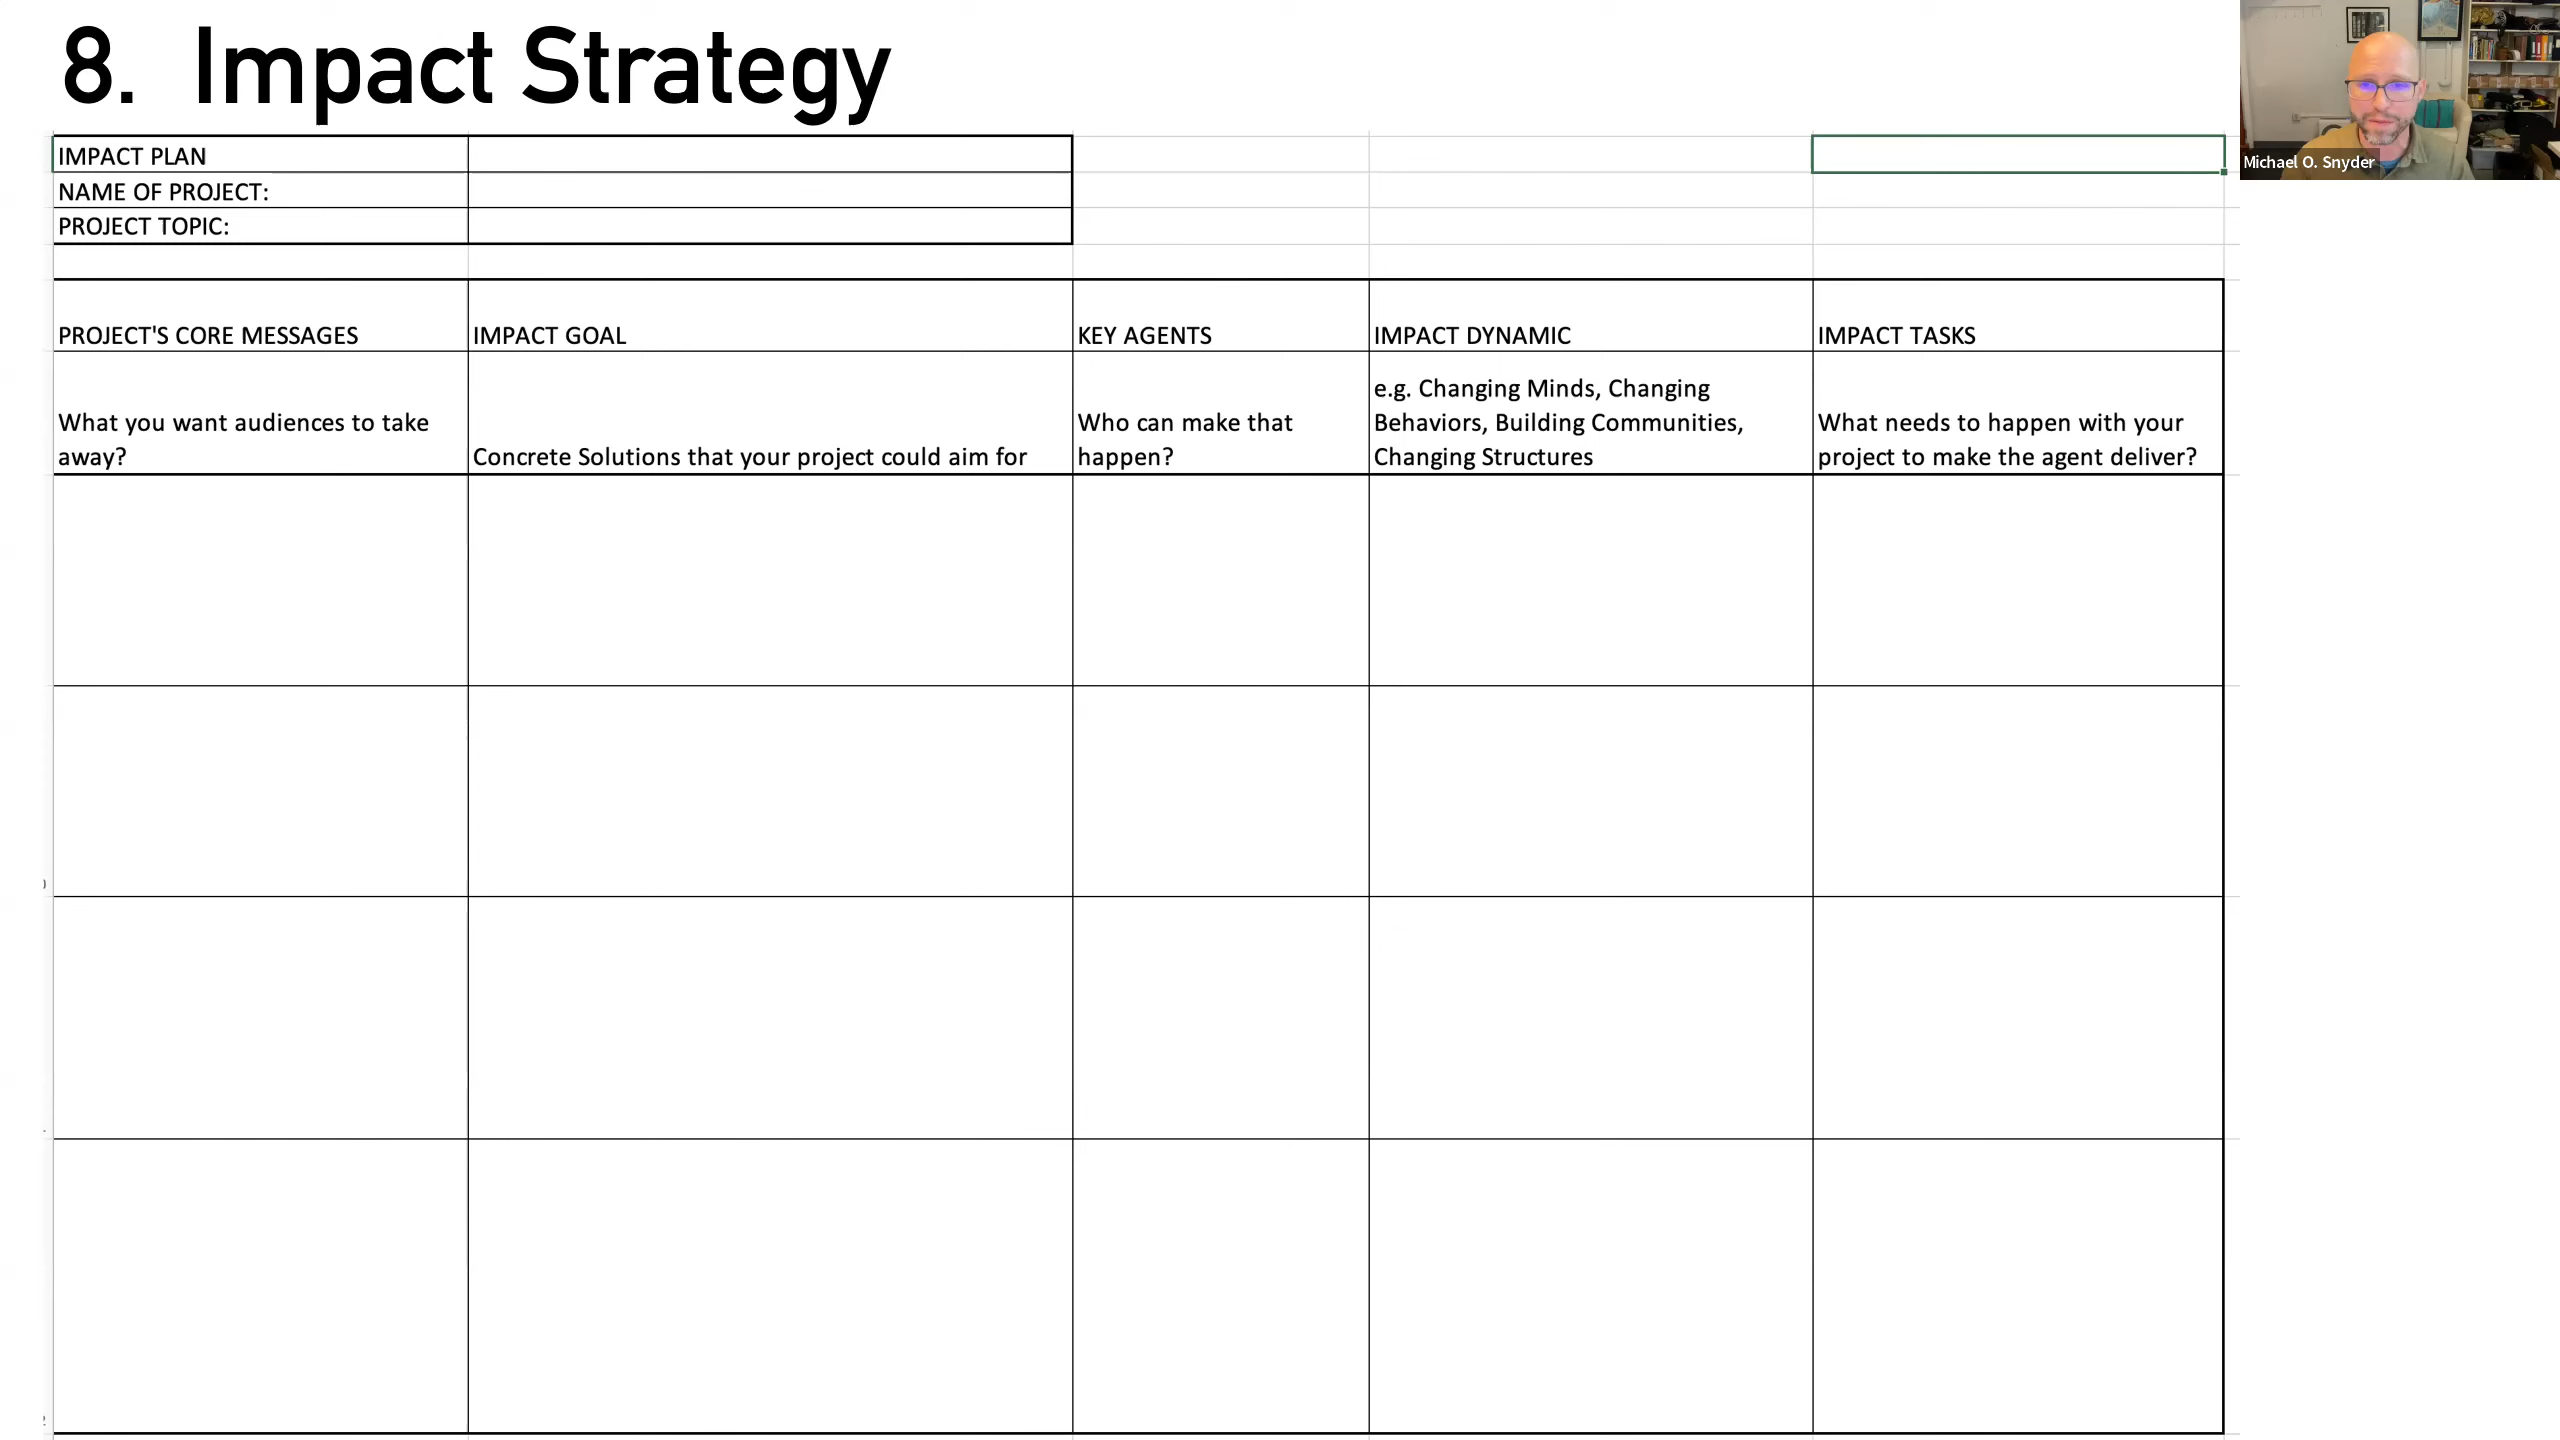 8. Impact Strategy
Michael O. Snyder
IMPACT PLAN
NAME OF PROJECT:
PROJECT TOPIC:
PROJECT'S CORE MESSAGES
IMPACT GOAL
KEY AGENTS
IMPACT DYNAMIC
IMPACT TASKS
What you want audiences to take
away?
Concrete Solutions that your project could aim for
Who can make that
happen?
e.g. Changing Minds, Changing
Behaviors, Building Communities,
Changing Structures
What needs to happen with your
project to make the agent deliver?